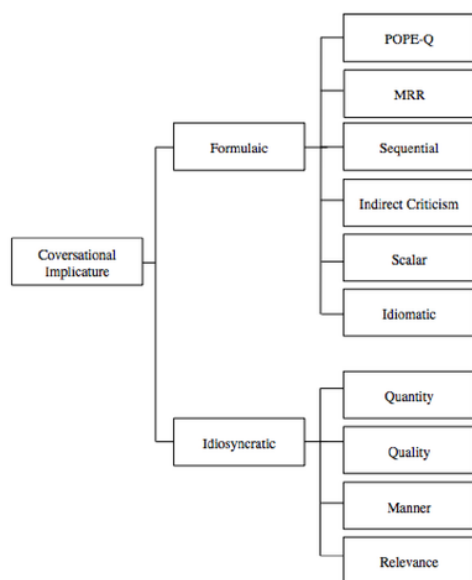 Coversational
Implicature
Formulaic
POPE-Q
MRR
Sequential
Indirect Criticism
Scalar
Idiomatic
Idiosyncratic
Quantity
Quality
Manner
Relevance